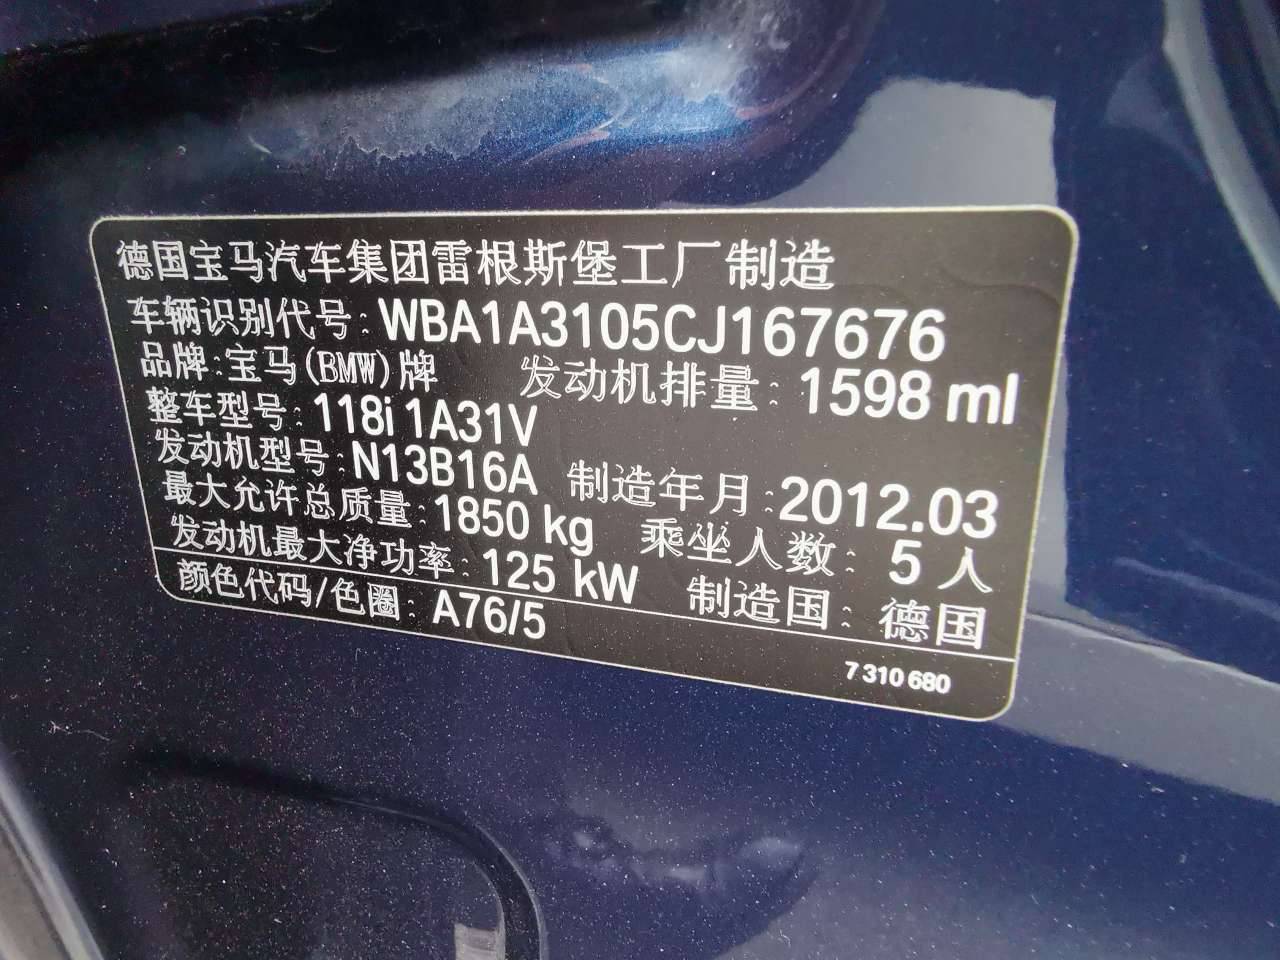 德国宝马汽车集团雷根斯堡工厂制造
车辆识别代号:WBA1A3105CJ167676
品牌:宝马(BMW)牌 发动机排量:1598 ml
整车型号:118i 1A31V
发动机型号:N13B16A 制造年月:2012.03
最大允许总质量:1850 kg 乘坐人数:5人
发动机最大净功率:125 kW 制造国:德国
颜色代码/色圈:A76/5
7 310 680